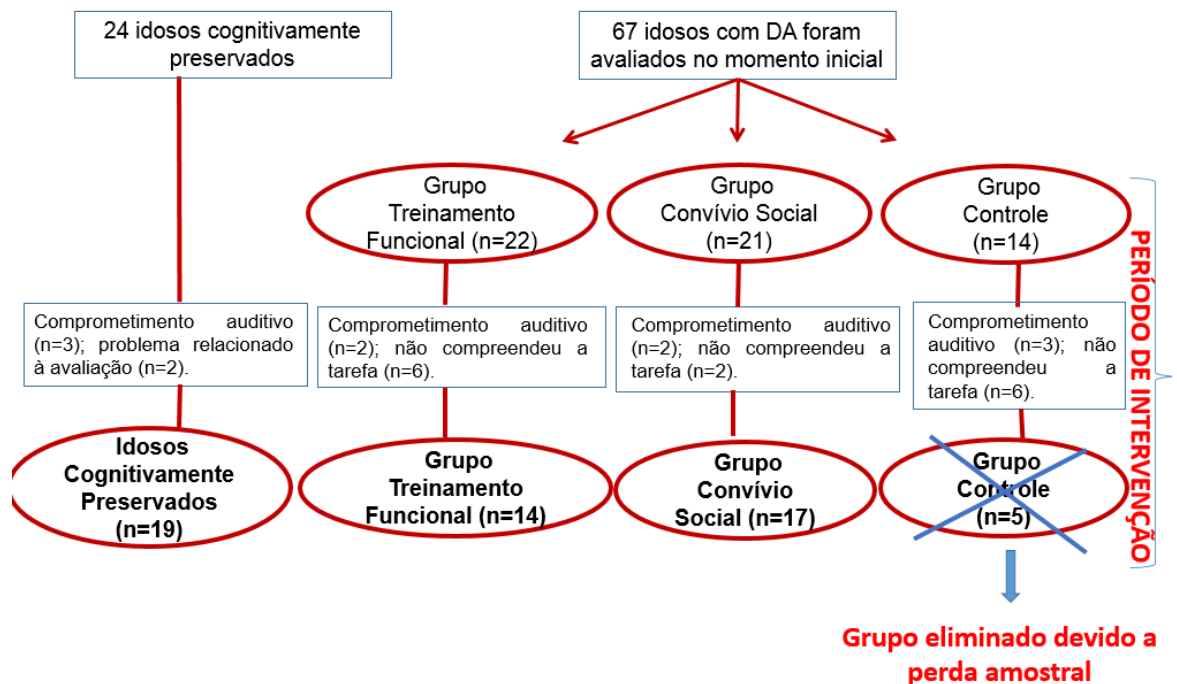 24 idosos cognitivamente
preservados
67 idosos com DA foram
avaliados no momento inicial
Grupo
Treinamento
Funcional (n=22)
Grupo
Convívio Social
(n=21)
Grupo
Controle
(n=14)
Comprometimento auditivo
(n=3); problema relacionado
à avaliação (n=2).
Comprometimento auditivo
(n=2); não compreendeu a
tarefa (n=6).
Comprometimento auditivo
(n=2); não compreendeu a
tarefa (n=2).
Comprometimento
auditivo (n=3); não
compreendeu a
tarefa (n=6).
Idosos
Cognitivamente
Preservados
(n=19)
Grupo
Treinamento
Funcional (n=14)
Grupo
Convívio
Social (n=17)
Grupo
Controle
(n=5)
PERÍODO DE INTERVENÇÃO
Grupo eliminado devido a
perda amostral